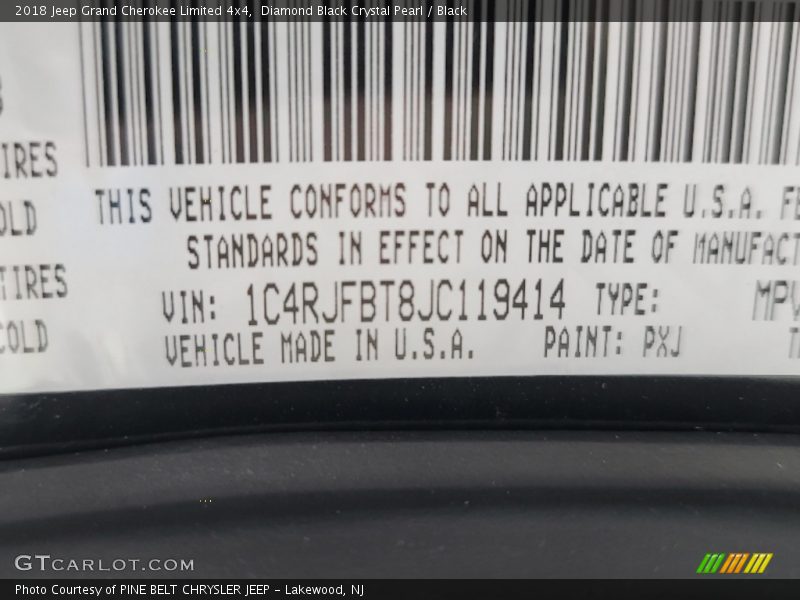 2018 Jeep Grand Cherokee Limited 4x4, Diamond Black Crystal Pearl / Black
IRES
THIS VEHICLE CONFORMS TO ALL APPLICABLE U.S.A. FE
OLD
STANDARDS IN EFFECT ON THE DATE OF MANUFACT
TIRES
VIN: 1C4RJFBT8JC119414 TYPE: MPV
COLD
VEHICLE MADE IN U.S.A. PAINT: PXJ
GTCARLOT.COM
Photo Courtesy of PINE BELT CHRYSLER JEEP - Lakewood, NJ